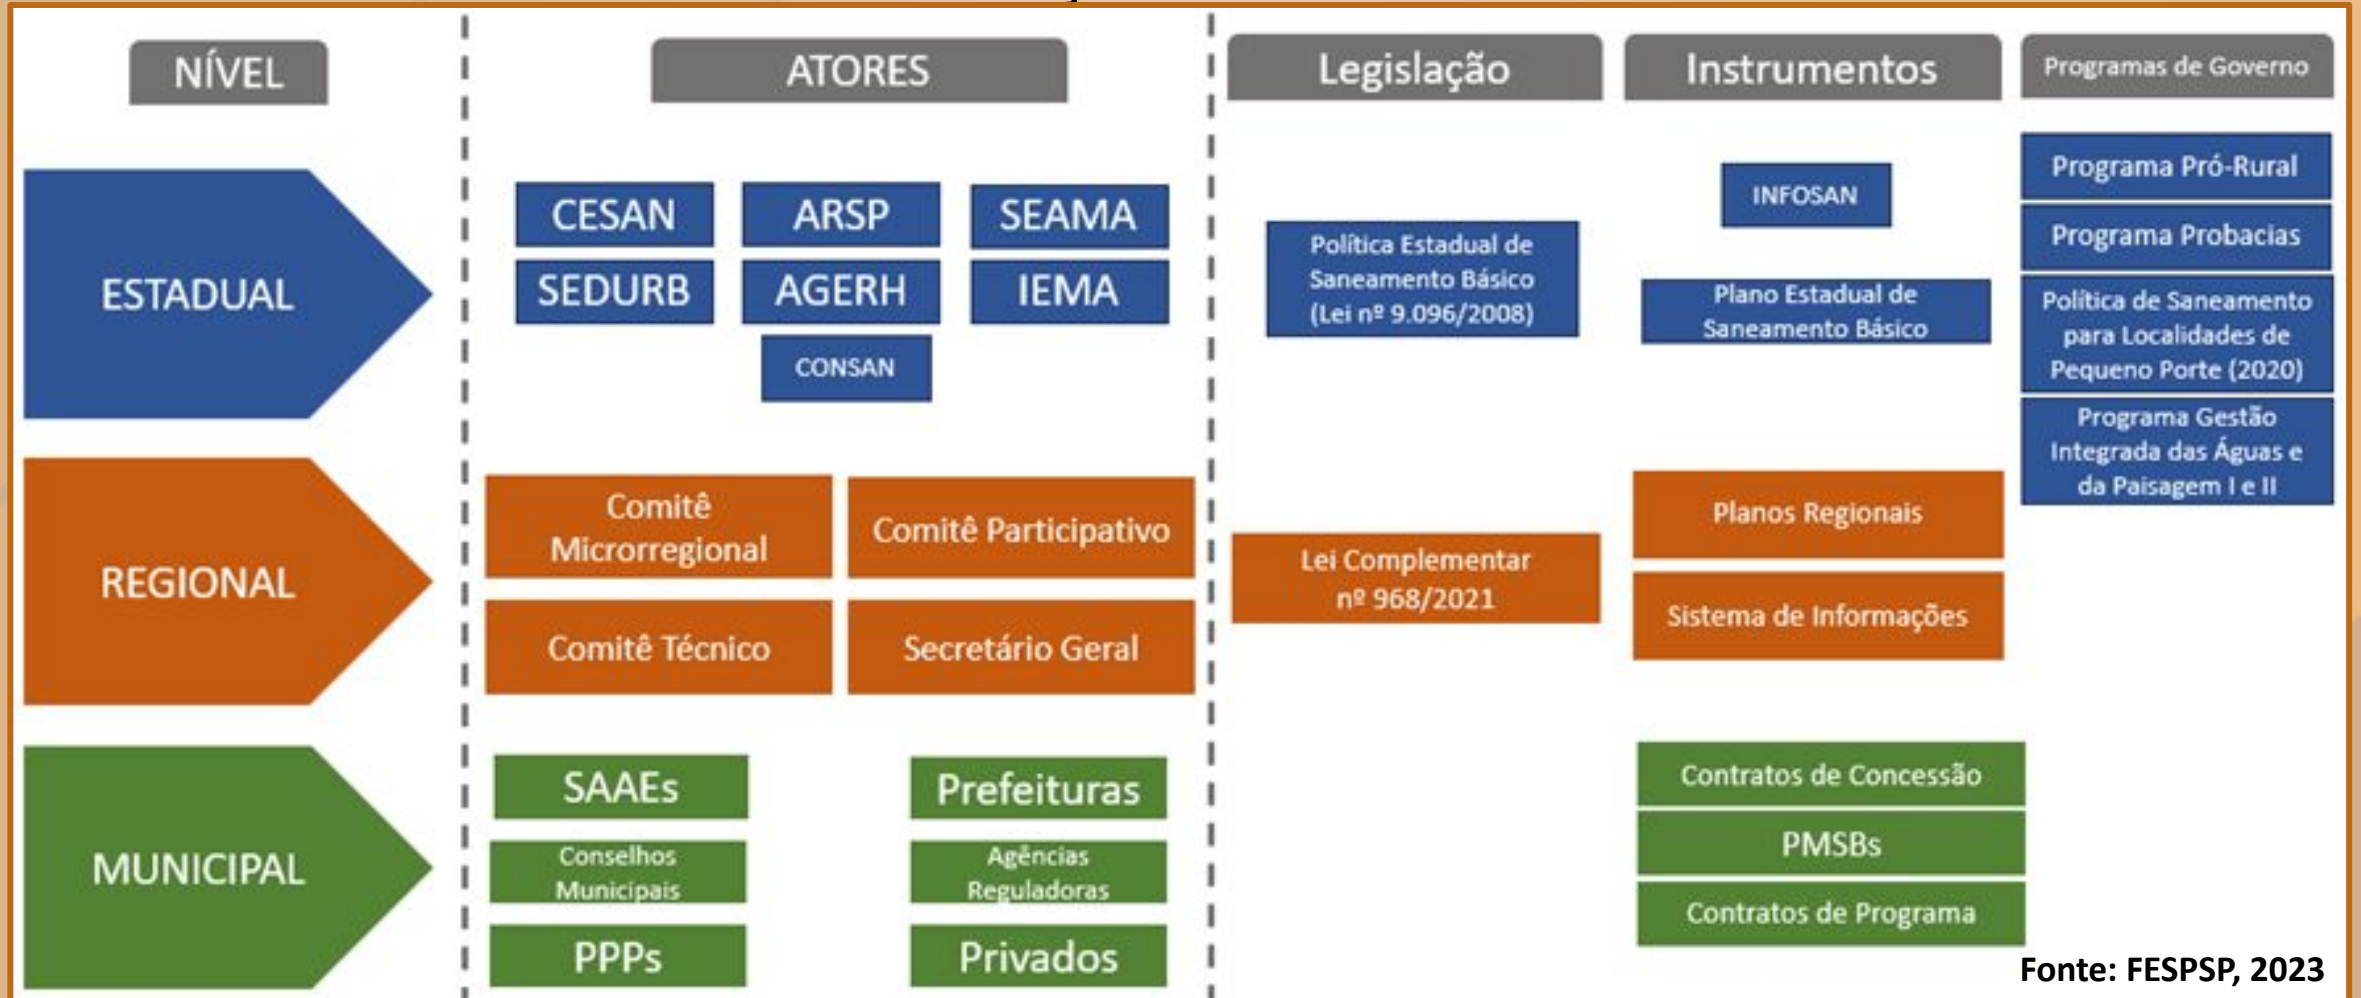 NÍVEL
ATORES
Legislação
Instrumentos
Programas de Governo
ESTADUAL
CESAN
ARSP
SEAMA
SEDURB
AGERH
IEMA
CONSAN
Política Estadual de
Saneamento Básico
(Lei nº 9.096/2008)
INFOSAN
Plano Estadual de
Saneamento Básico
Programa Pró-Rural
Programa Probacias
Política de Saneamento
para Localidades de
Pequeno Porte (2020)
Programa Gestão
Integrada das Águas e
da Paisagem I e II
REGIONAL
Comitê
Microrregional
Comitê Participativo
Comitê Técnico
Secretário Geral
Lei Complementar
nº 968/2021
Planos Regionais
Sistema de Informações
MUNICIPAL
SAAEs
Prefeituras
Conselhos
Municipais
Agências
Reguladoras
PPPs
Privados
Contratos de Concessão
PMSBs
Contratos de Programa
Fonte: FESPSP, 2023